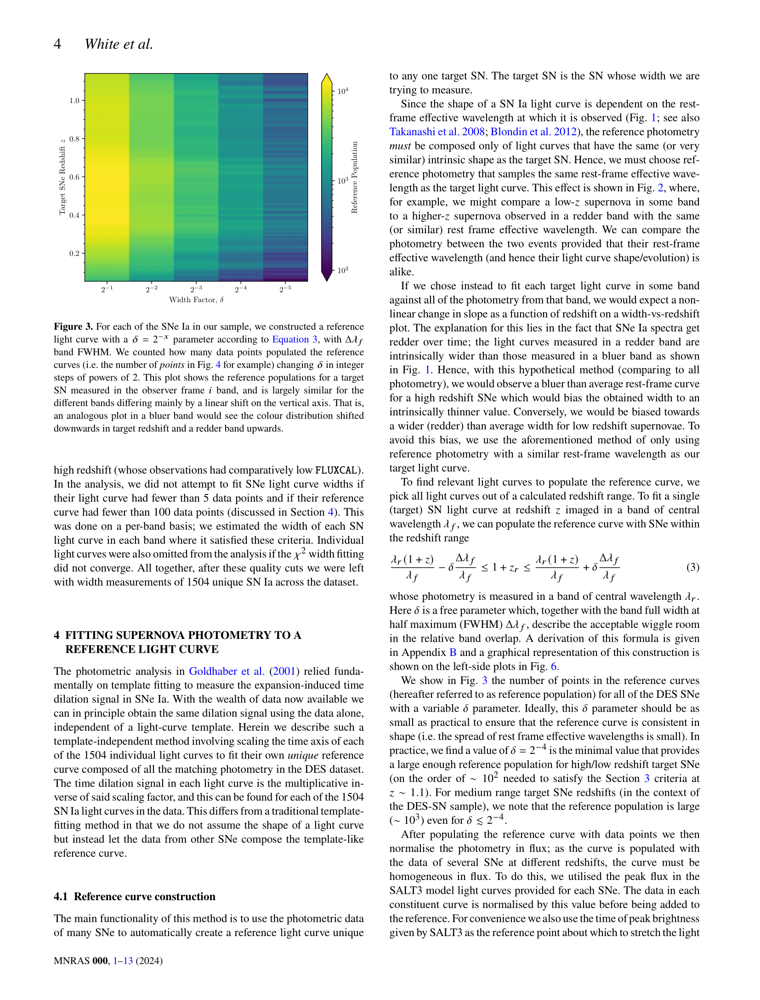 4 White et al.
10⁴
10³
10²
Reference Population
1.0
0.8
0.6
0.4
0.2
Target SNe Redshift z
2⁻¹ 2⁻² 2⁻³ 2⁻⁴ 2⁻⁵
Width Factor, δ
Figure 3. For each of the SNe Ia in our sample, we constructed a reference
light curve with a δ = 2⁻ˣ parameter according to Equation 3, with Δλ_f
band FWHM. We counted how many data points populated the reference
curves (i.e. the number of points in Fig. 4 for example) changing δ in integer
steps of powers of 2. This plot shows the reference populations for a target
SN measured in the observer frame i band, and is largely similar for the
different bands differing mainly by a linear shift on the vertical axis. That is,
an analogous plot in a bluer band would see the colour distribution shifted
downwards in target redshift and a redder band upwards.
high redshift (whose observations had comparatively low FLUXCAL).
In the analysis, we did not attempt to fit SNe light curve widths if
their light curve had fewer than 5 data points and if their reference
curve had fewer than 100 data points (discussed in Section 4). This
was done on a per-band basis; we estimated the width of each SN
light curve in each band where it satisfied these criteria. Individual
light curves were also omitted from the analysis if the χ² width fitting
did not converge. All together, after these quality cuts we were left
with width measurements of 1504 unique SN Ia across the dataset.
4 FITTING SUPERNOVA PHOTOMETRY TO A
REFERENCE LIGHT CURVE
The photometric analysis in Goldhaber et al. (2001) relied funda-
mentally on template fitting to measure the expansion-induced time
dilation signal in SNe Ia. With the wealth of data now available we
can in principle obtain the same dilation signal using the data alone,
independent of a light-curve template. Herein we describe such a
template-independent method involving scaling the time axis of each
of the 1504 individual light curves to fit their own unique reference
curve composed of all the matching photometry in the DES dataset.
The time dilation signal in each light curve is the multiplicative in-
verse of said scaling factor, and this can be found for each of the 1504
SN Ia light curves in the data. This differs from a traditional template-
fitting method in that we do not assume the shape of a light curve
but instead let the data from other SNe compose the template-like
reference curve.
4.1 Reference curve construction
The main functionality of this method is to use the photometric data
of many SNe to automatically create a reference light curve unique
to any one target SN. The target SN is the SN whose width we are
trying to measure.
Since the shape of a SN Ia light curve is dependent on the rest-
frame effective wavelength at which it is observed (Fig. 1; see also
Takanashi et al. 2008; Blondin et al. 2012), the reference photometry
must be composed only of light curves that have the same (or very
similar) intrinsic shape as the target SN. Hence, we must choose ref-
erence photometry that samples the same rest-frame effective wave-
length as the target light curve. This effect is shown in Fig. 2, where,
for example, we might compare a low-z supernova in some band
to a higher-z supernova observed in a redder band with the same
(or similar) rest frame effective wavelength. We can compare the
photometry between the two events provided that their rest-frame
effective wavelength (and hence their light curve shape/evolution) is
alike.
If we chose instead to fit each target light curve in some band
against all of the photometry from that band, we would expect a non-
linear change in slope as a function of redshift on a width-vs-redshift
plot. The explanation for this lies in the fact that SNe Ia spectra get
redder over time; the light curves measured in a redder band are
intrinsically wider than those measured in a bluer band as shown
in Fig. 1. Hence, with this hypothetical method (comparing to all
photometry), we would observe a bluer than average rest-frame curve
for a high redshift SNe which would bias the obtained width to an
intrinsically thinner value. Conversely, we would be biased towards
a wider (redder) than average width for low redshift supernovae. To
avoid this bias, we use the aforementioned method of only using
reference photometry with a similar rest-frame wavelength as our
target light curve.
To find relevant light curves to populate the reference curve, we
pick all light curves out of a calculated redshift range. To fit a single
(target) SN light curve at redshift z imaged in a band of central
wavelength λ_f, we can populate the reference curve with SNe within
the redshift range
λ_r(1 + z)/λ_f − δ Δλ_f/λ_f ≤ 1 + z_r ≤ λ_r(1 + z)/λ_f + δ Δλ_f/λ_f (3)
whose photometry is measured in a band of central wavelength λ_r.
Here δ is a free parameter which, together with the band full width at
half maximum (FWHM) Δλ_f, describe the acceptable wiggle room
in the relative band overlap. A derivation of this formula is given
in Appendix B and a graphical representation of this construction is
shown on the left-side plots in Fig. 6.
We show in Fig. 3 the number of points in the reference curves
(hereafter referred to as reference population) for all of the DES SNe
with a variable δ parameter. Ideally, this δ parameter should be as
small as practical to ensure that the reference curve is consistent in
shape (i.e. the spread of rest frame effective wavelengths is small). In
practice, we find a value of δ = 2⁻⁴ is the minimal value that provides
a large enough reference population for high/low redshift target SNe
(on the order of ∼ 10² needed to satisfy the Section 3 criteria at
z ∼ 1.1). For medium range target SNe redshifts (in the context of
the DES-SN sample), we note that the reference population is large
(∼ 10³) even for δ ≲ 2⁻⁴.
After populating the reference curve with data points we then
normalise the photometry in flux; as the curve is populated with
the data of several SNe at different redshifts, the curve must be
homogeneous in flux. To do this, we utilised the peak flux in the
SALT3 model light curves provided for each SNe. The data in each
constituent curve is normalised by this value before being added to
the reference. For convenience we also use the time of peak brightness
given by SALT3 as the reference point about which to stretch the light
MNRAS 000, 1–13 (2024)